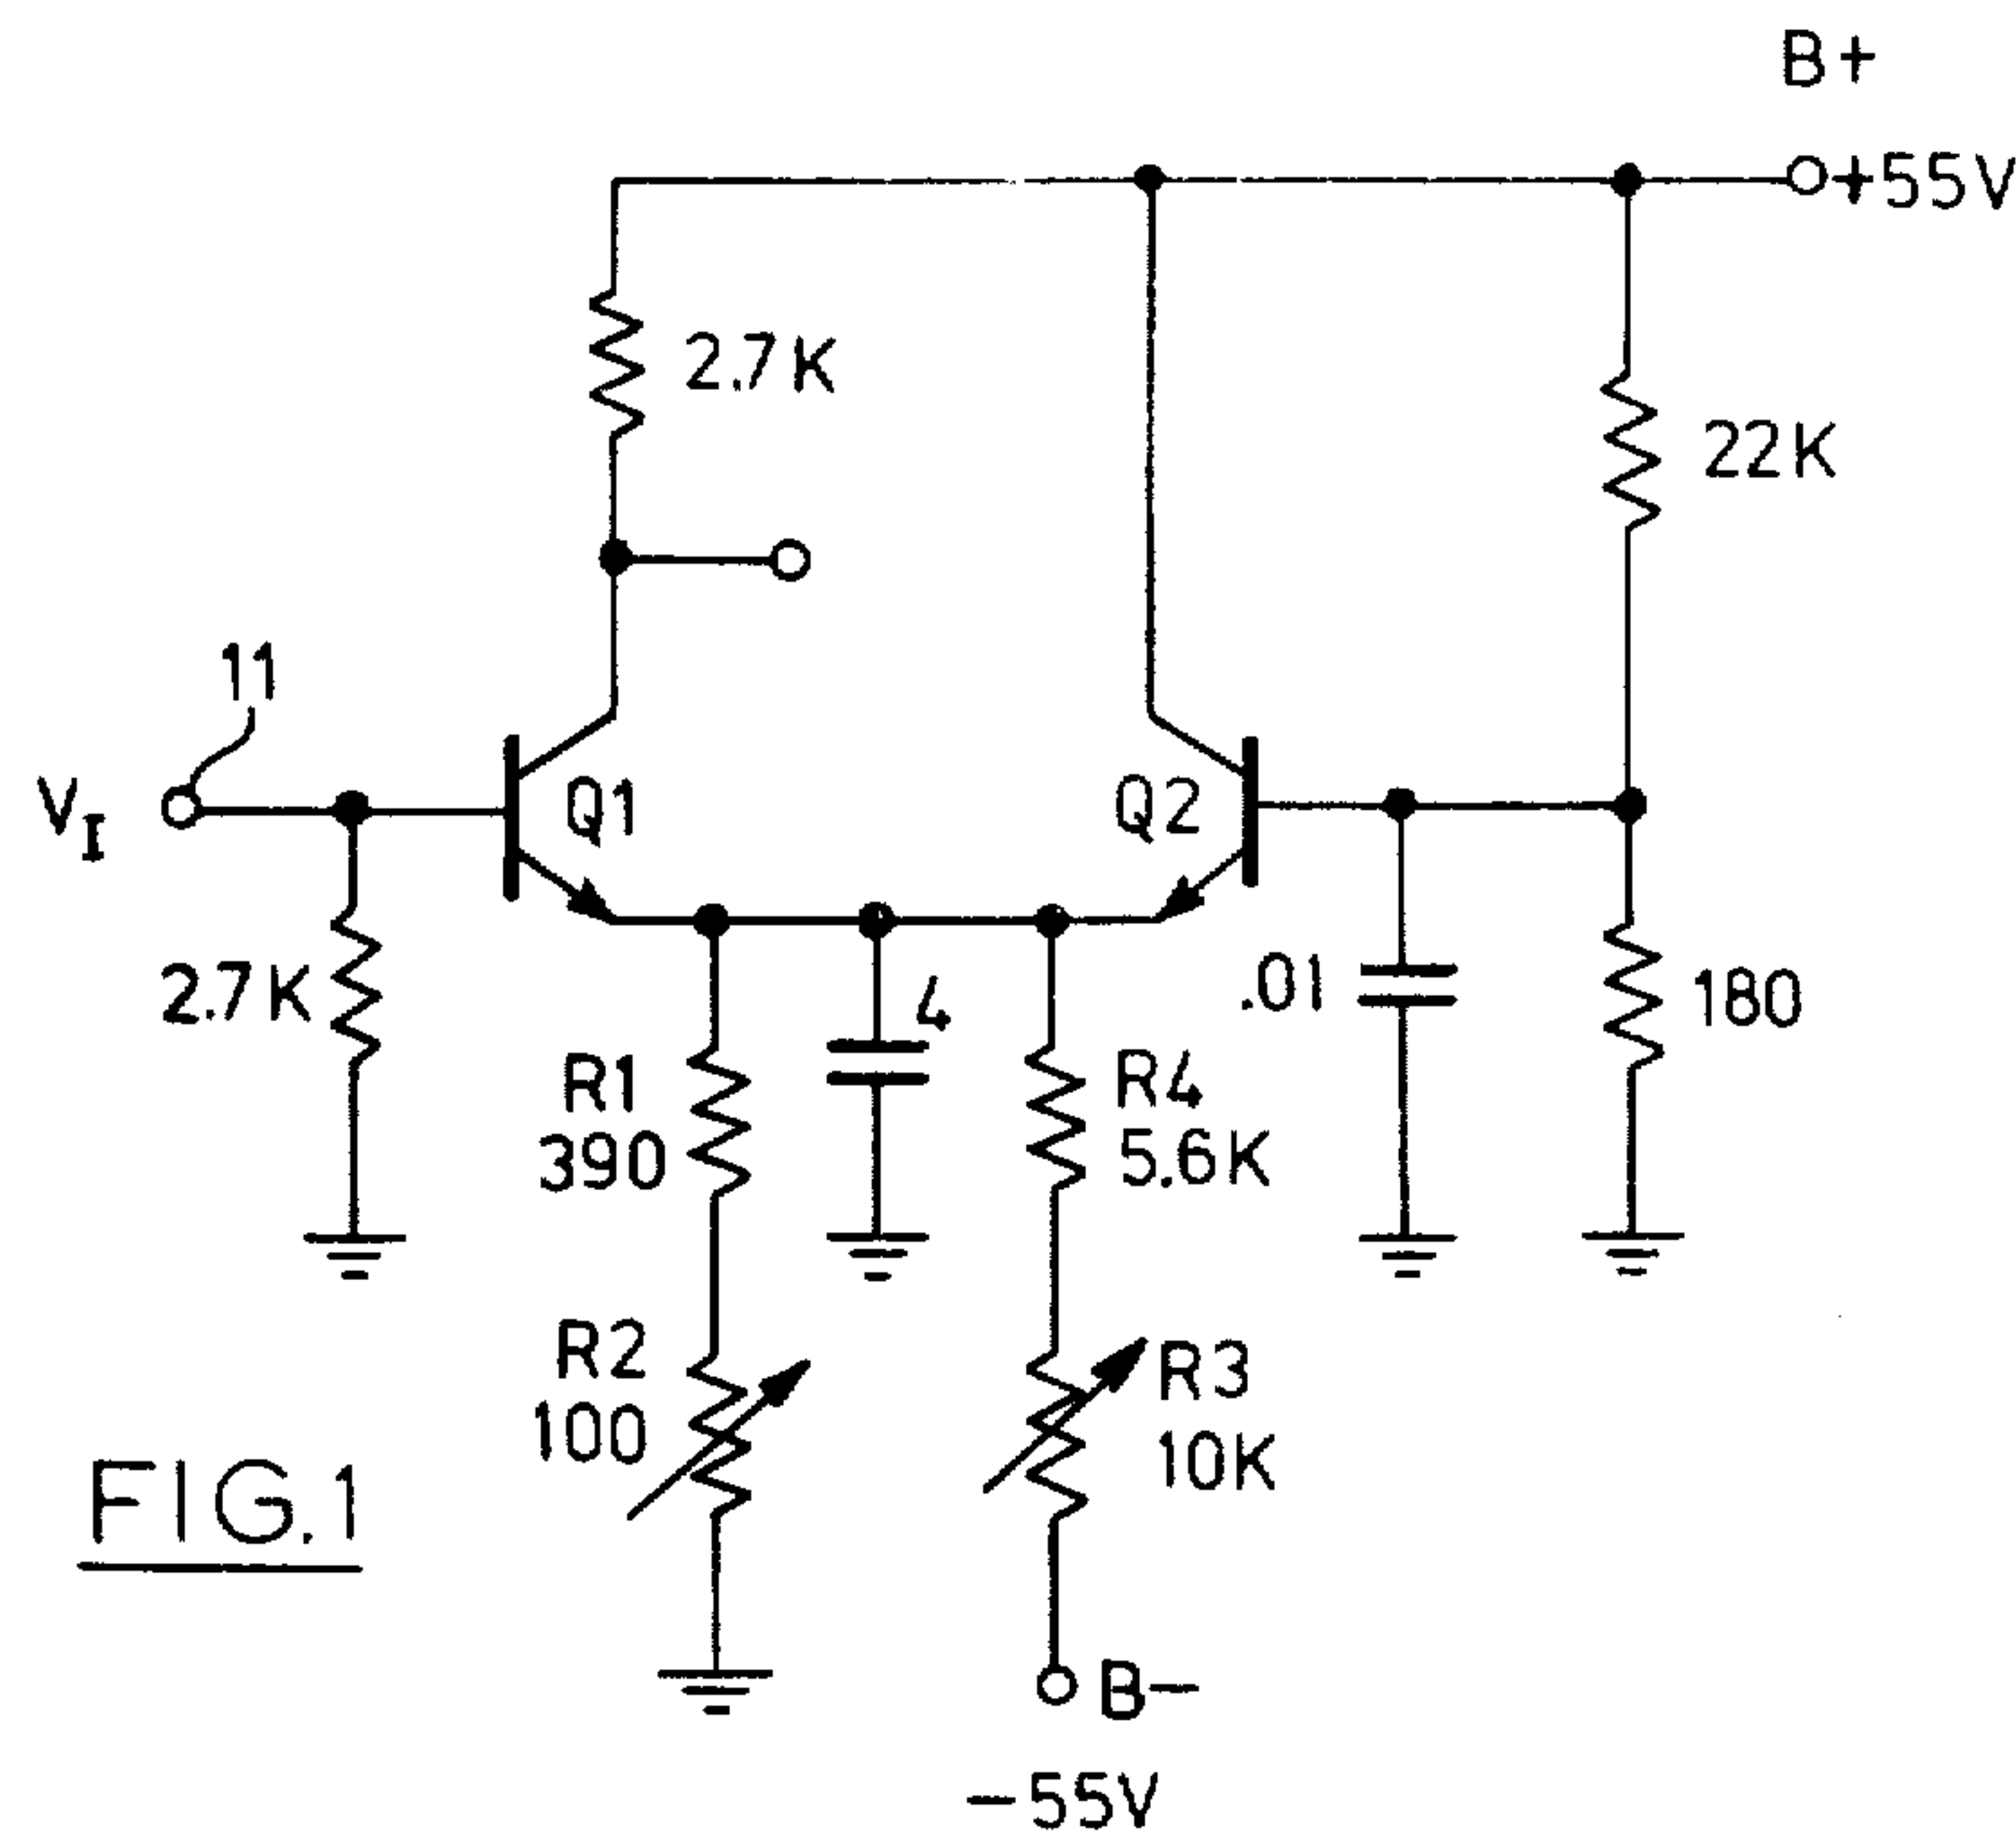 B+
+55V
2.7K
22K
11
VI
Q1
Q2
2.7K
4
.01
180
R1
390
R4
5.6K
R2
100
R3
10K
FIG.1
B-
-55V